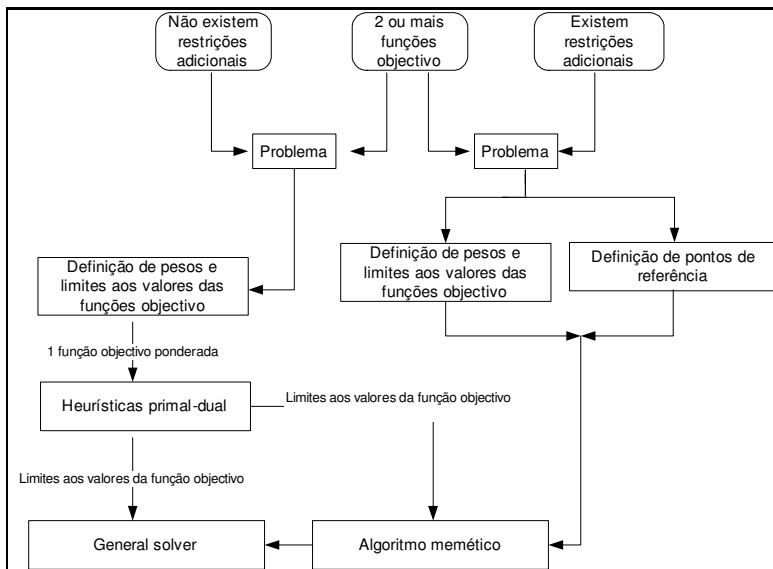 Não existem
restrições
adicionais
2 ou mais
funções
objectivo
Existem
restrições
adicionais
Problema
Problema
Definição de pesos e
limites aos valores das
funções objectivo
Definição de pesos e
limites aos valores das
funções objectivo
Definição de pontos de
referência
1 função objectivo ponderada
Heurísticas primal-dual
Limites aos valores da função objectivo
Limites aos valores da função objectivo
General solver
Algoritmo memético